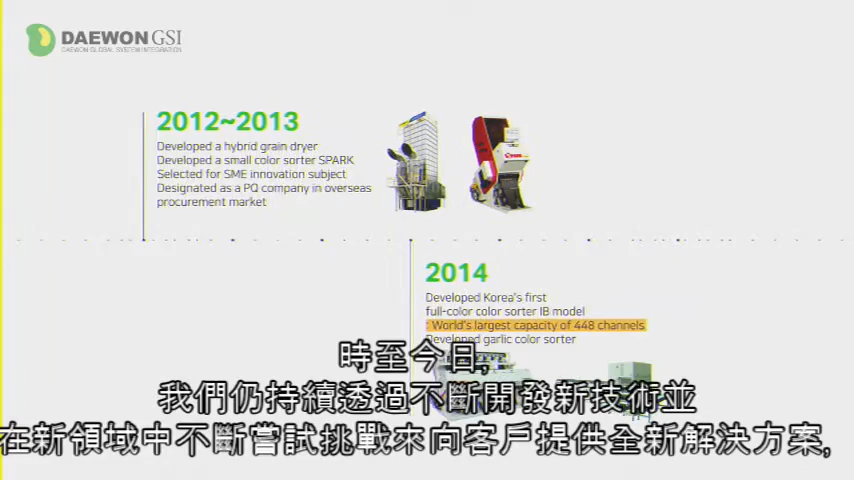 DAEWON GSI
DAEWON GLOBAL SYSTEM INTEGRATION
2012~2013
Developed a hybrid grain dryer
Developed a small color sorter SPARK
Selected for SME innovation subject
Designated as a PQ company in overseas
procurement market
2014
Developed Korea's first
full-color color sorter IB model
: World's largest capacity of 448 channels
Developed garlic color sorter
時至今日,
我們仍持續透過不斷開發新技術並
在新領域中不斷嘗試挑戰來向客戶提供全新解決方案,